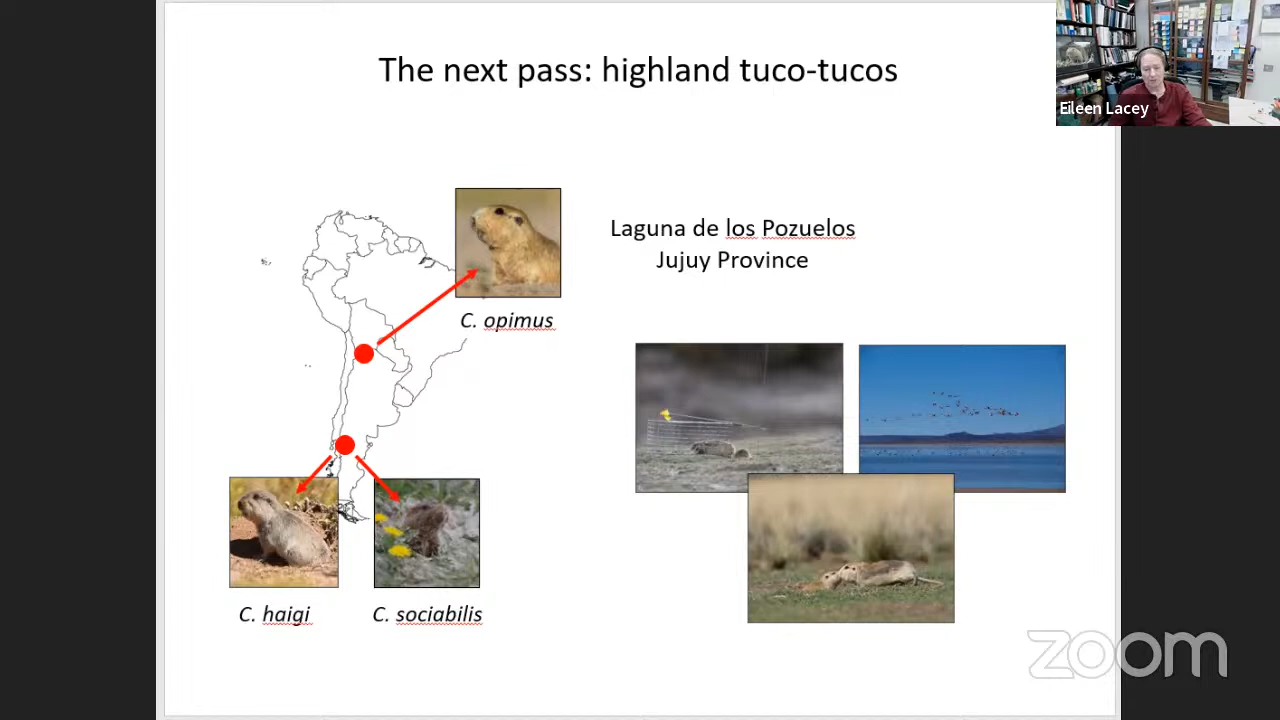 The next pass: highland tuco-tucos
Eileen Lacey
Laguna de los Pozuelos
Jujuy Province
C. opimus
C. haigi
C. sociabilis
zoom